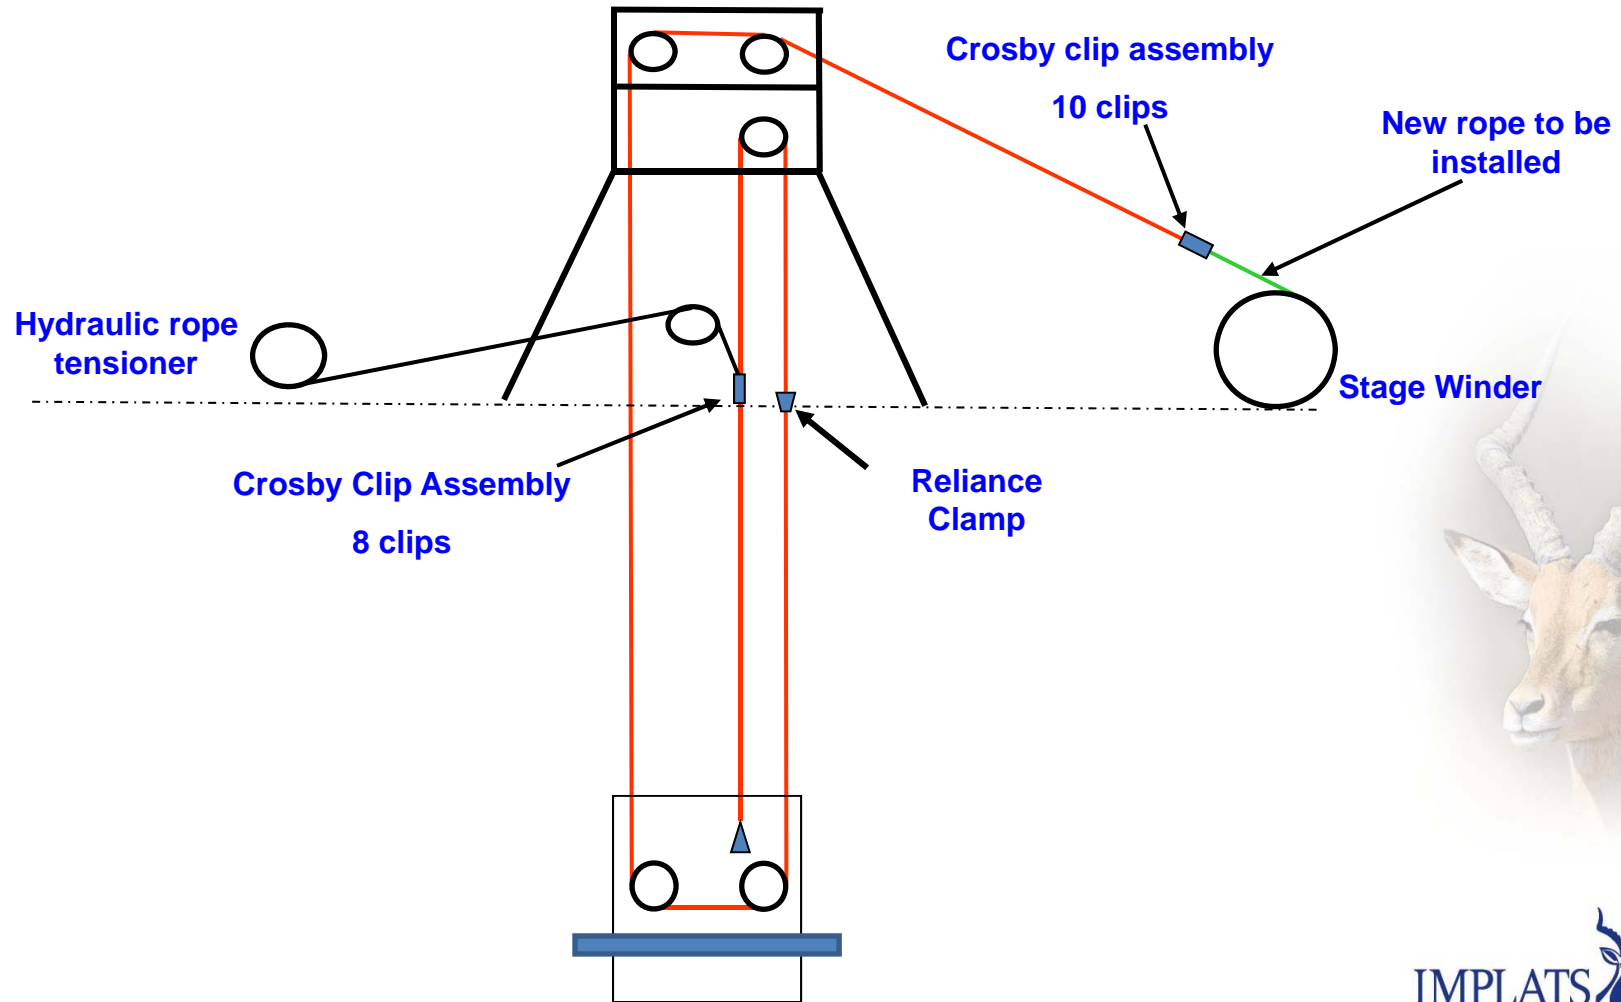 Crosby clip assembly
10 clips
New rope to be
installed
Hydraulic rope
tensioner
Stage Winder
Crosby Clip Assembly
8 clips
Reliance
Clamp
IMPLATS